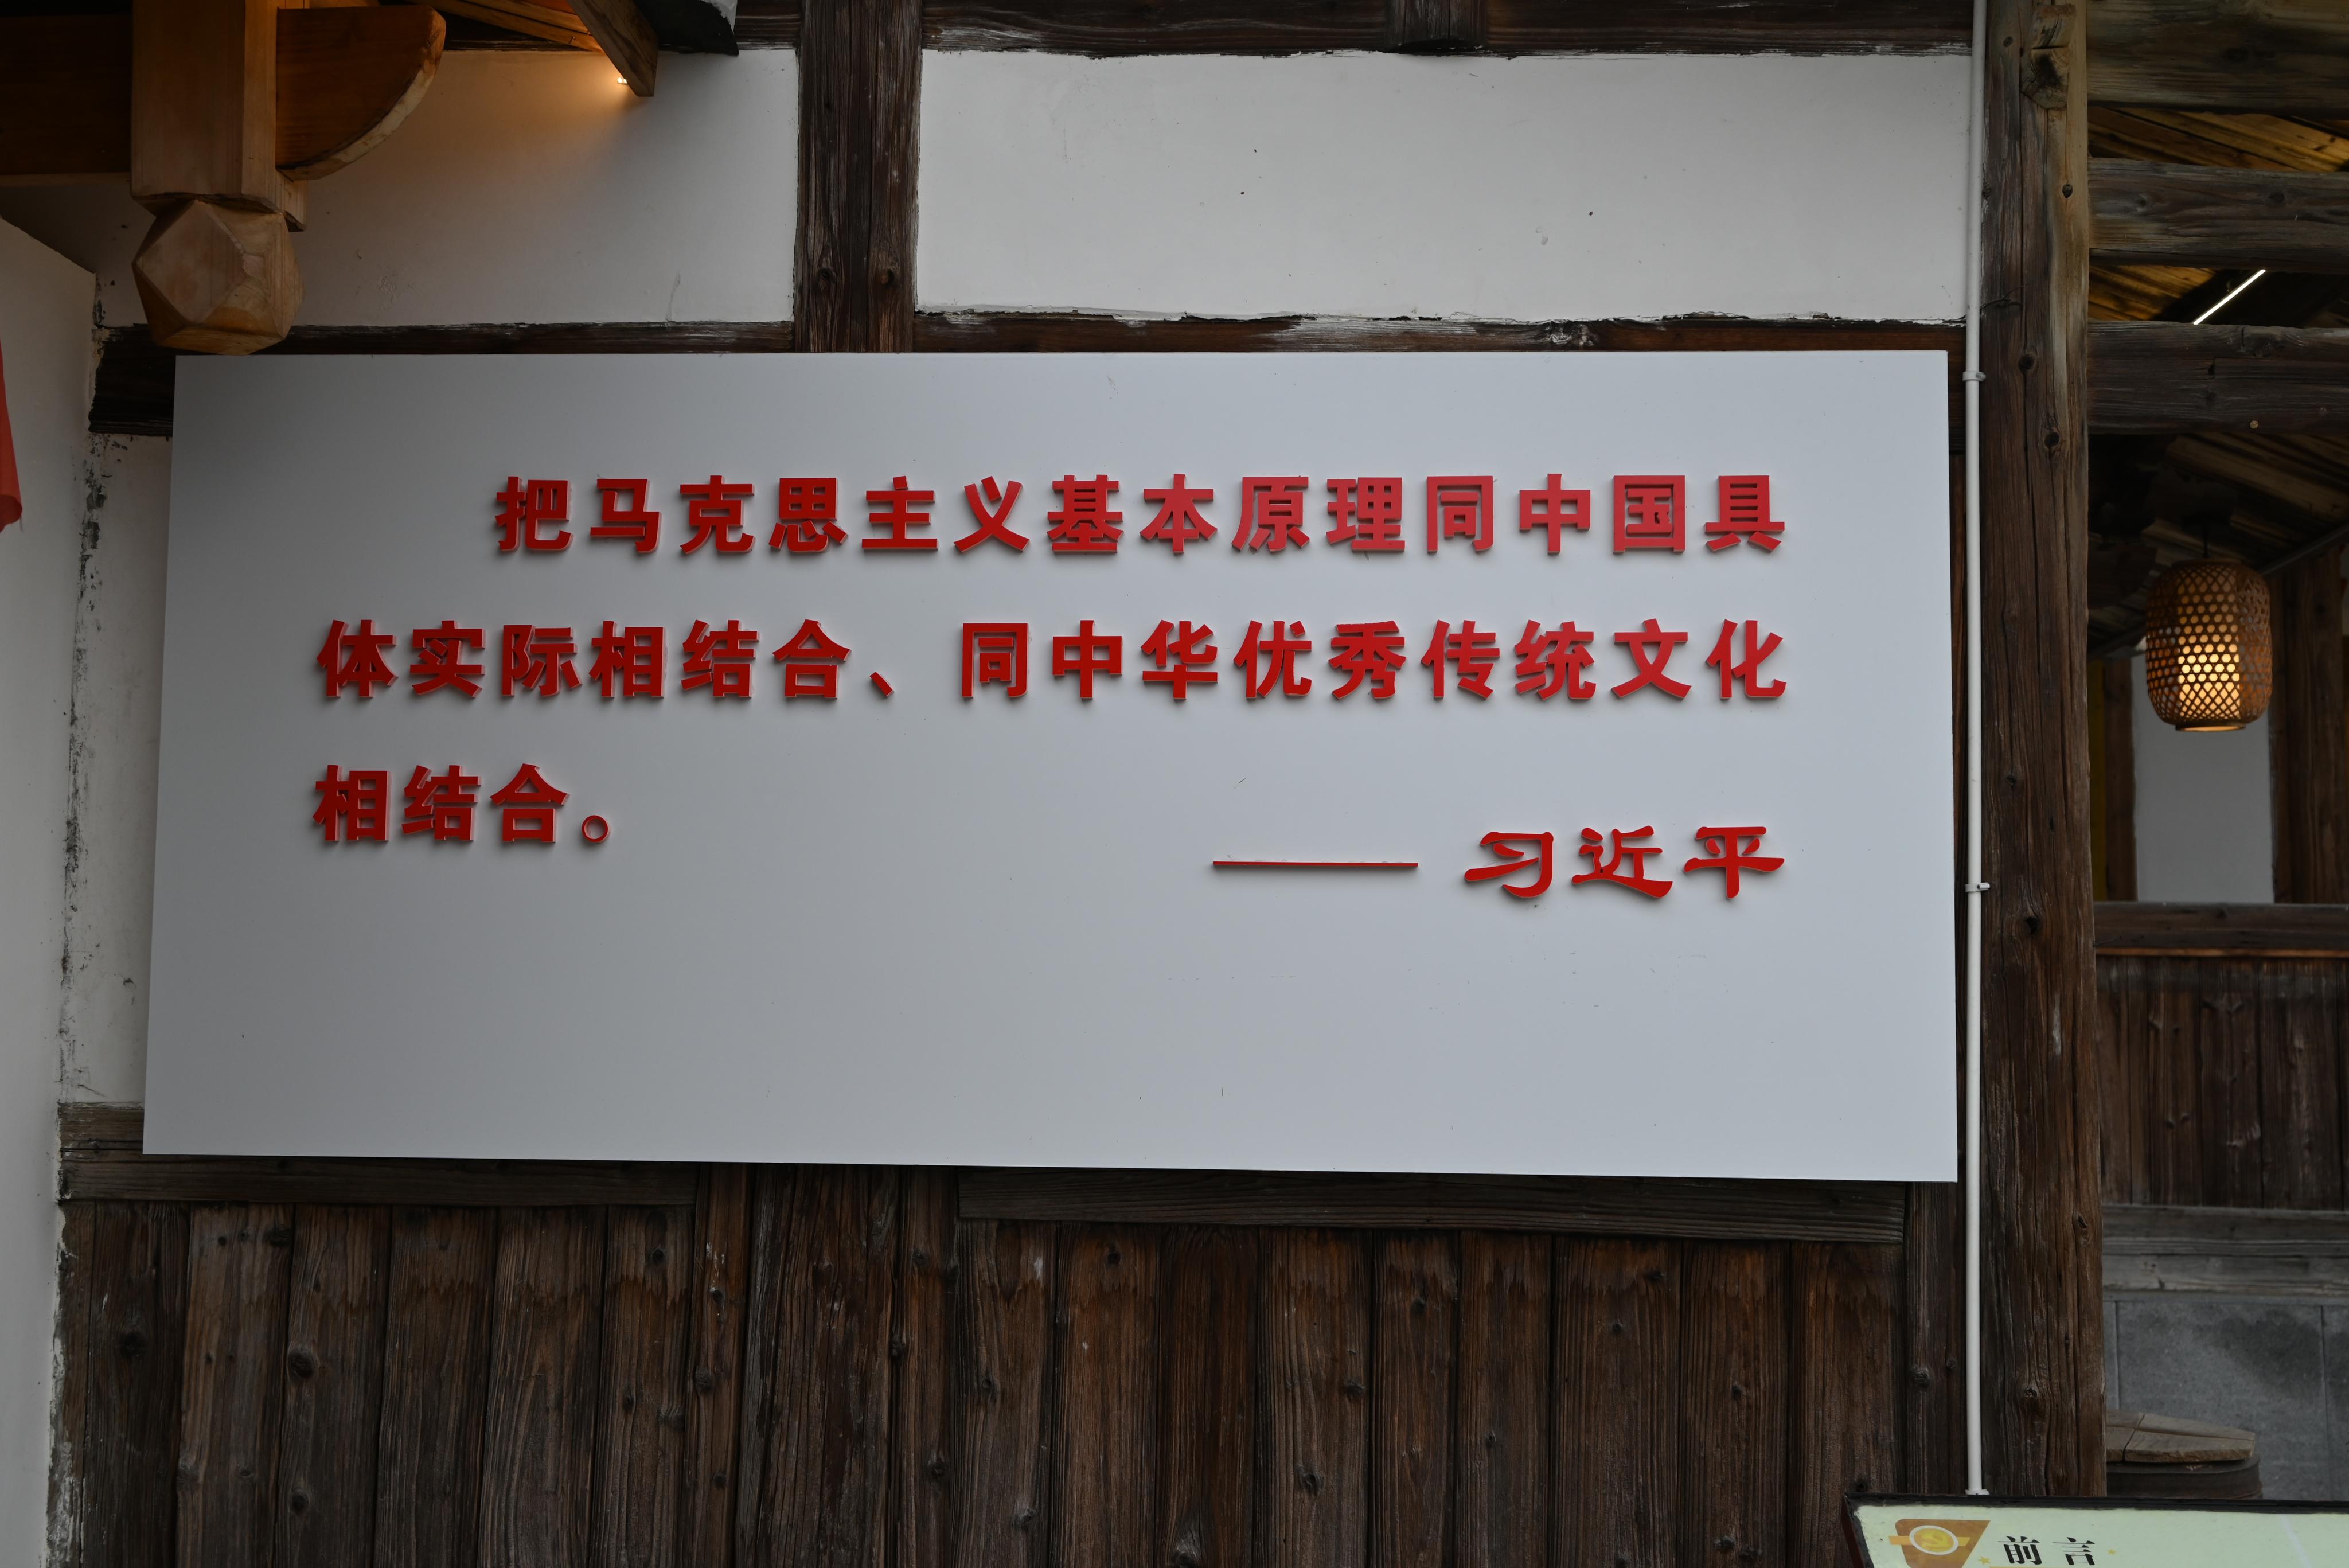 把马克思主义基本原理同中国具
体实际相结合、同中华优秀传统文化
相结合。
—— 习近平
前言